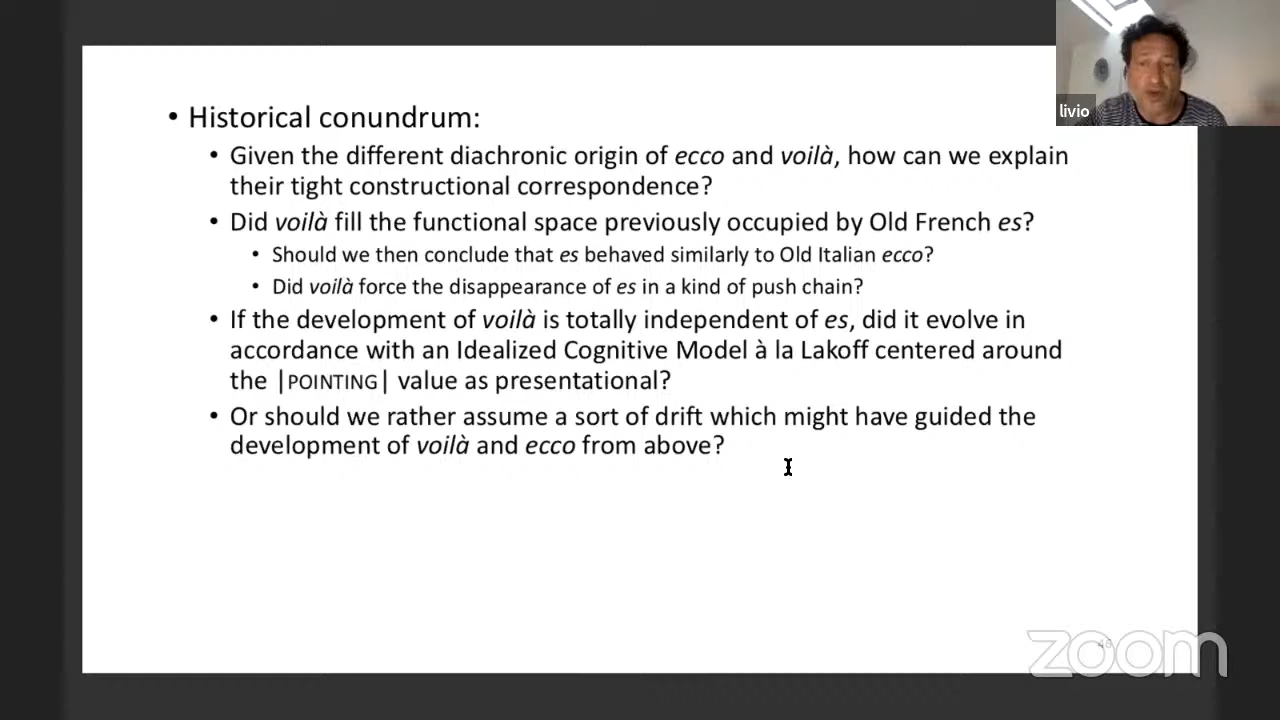 livio
• Historical conundrum:
• Given the different diachronic origin of ecco and voilà, how can we explain
their tight constructional correspondence?
• Did voilà fill the functional space previously occupied by Old French es?
• Should we then conclude that es behaved similarly to Old Italian ecco?
• Did voilà force the disappearance of es in a kind of push chain?
• If the development of voilà is totally independent of es, did it evolve in
accordance with an Idealized Cognitive Model à la Lakoff centered around
the |POINTING| value as presentational?
• Or should we rather assume a sort of drift which might have guided the
development of voilà and ecco from above?
zoom